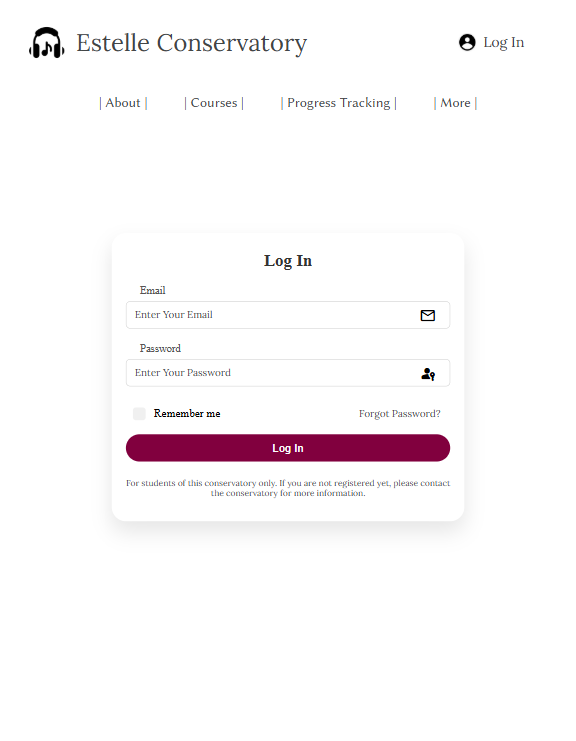 Estelle Conservatory
Log In
| About | | Courses | | Progress Tracking | | More |
Log In
Email
Enter Your Email
Password
Enter Your Password
Remember me
Forgot Password?
Log In
For students of this conservatory only. If you are not registered yet, please contact
the conservatory for more information.